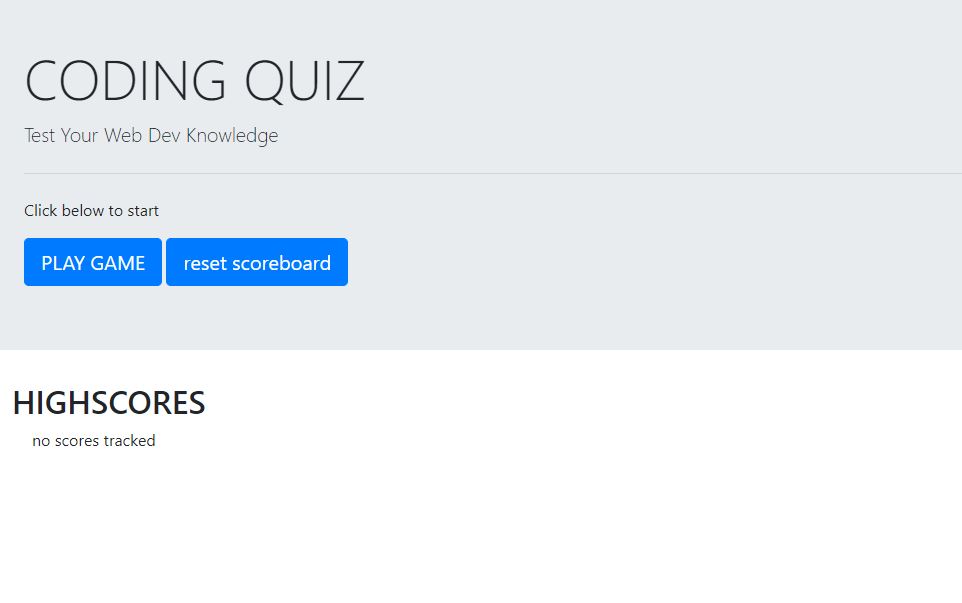 CODING QUIZ
Test Your Web Dev Knowledge
Click below to start
PLAY GAME reset scoreboard
HIGHSCORES
no scores tracked